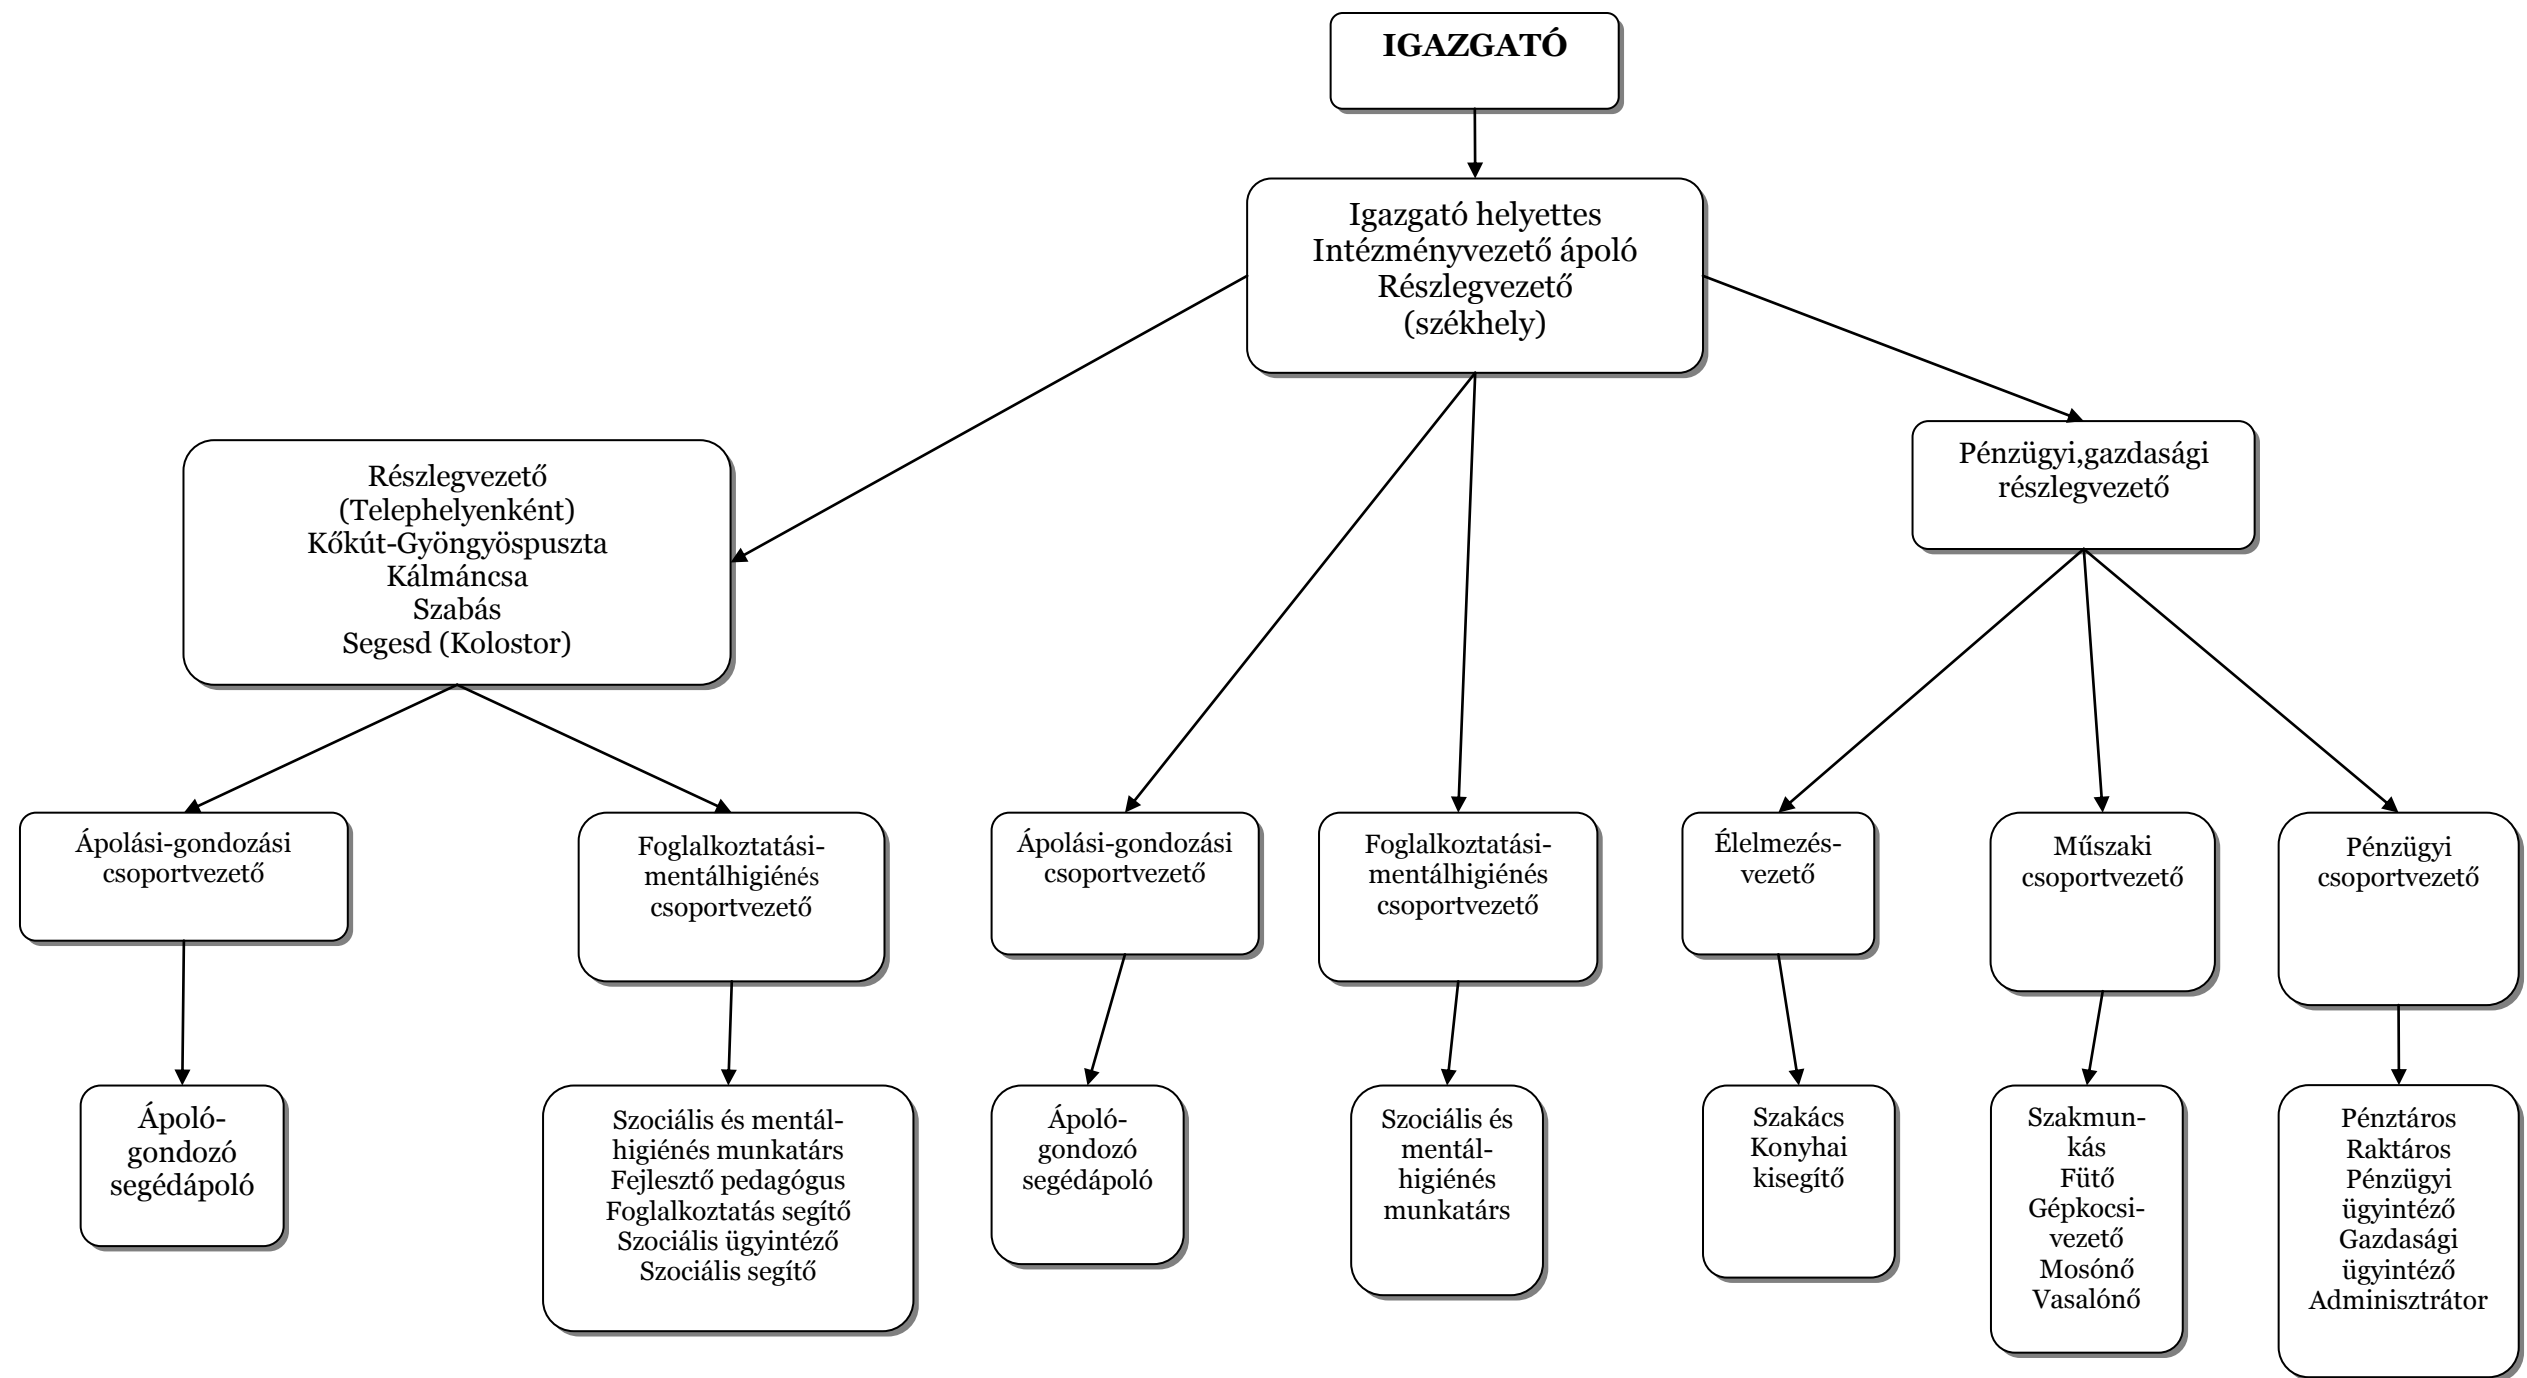 IGAZGATÓ
Igazgató helyettes
Intézményvezető ápoló
Részlegvezető
(székhely)
Részlegvezető
(Telephelyenként)
Kőkút-Gyöngyöspuszta
Kálmáncsa
Szabás
Segesd (Kolostor)
Pénzügyi,gazdasági
részlegvezető
Ápolási-gondozási
csoportvezető
Foglalkoztatási-
mentálhigiénés
csoportvezető
Ápolási-gondozási
csoportvezető
Foglalkoztatási-
mentálhigiénés
csoportvezető
Élelmezés-
vezető
Műszaki
csoportvezető
Pénzügyi
csoportvezető
Ápoló-
gondozó
segédápoló
Szociális és mentál-
higiénés munkatárs
Fejlesztő pedagógus
Foglalkoztatás segítő
Szociális ügyintéző
Szociális segítő
Ápoló-
gondozó
segédápoló
Szociális és
mentál-
higiénés
munkatárs
Szakács
Konyhai
kisegítő
Szakmun-
kás
Fütő
Gépkocsi-
vezető
Mosónő
Vasalónő
Pénztáros
Raktáros
Pénzügyi
ügyintéző
Gazdasági
ügyintéző
Adminisztrátor